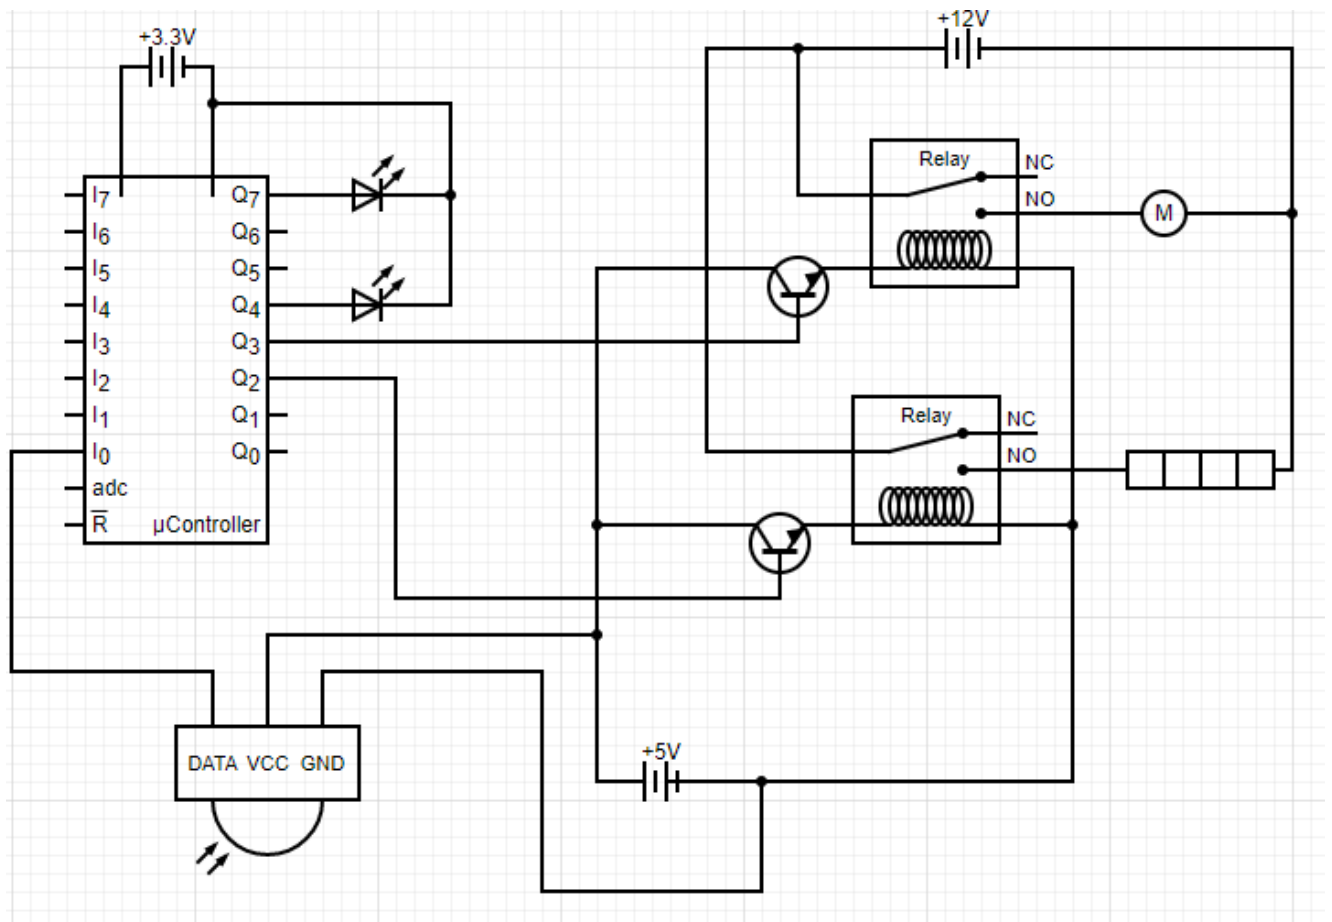 +3.3V
+12V
I7 Q7
I6 Q6
I5 Q5
I4 Q4
I3 Q3
I2 Q2
I1 Q1
I0 Q0
adc
R̅ µController
Relay
NC
NO
M
Relay
NC
NO
+5V
DATA VCC GND